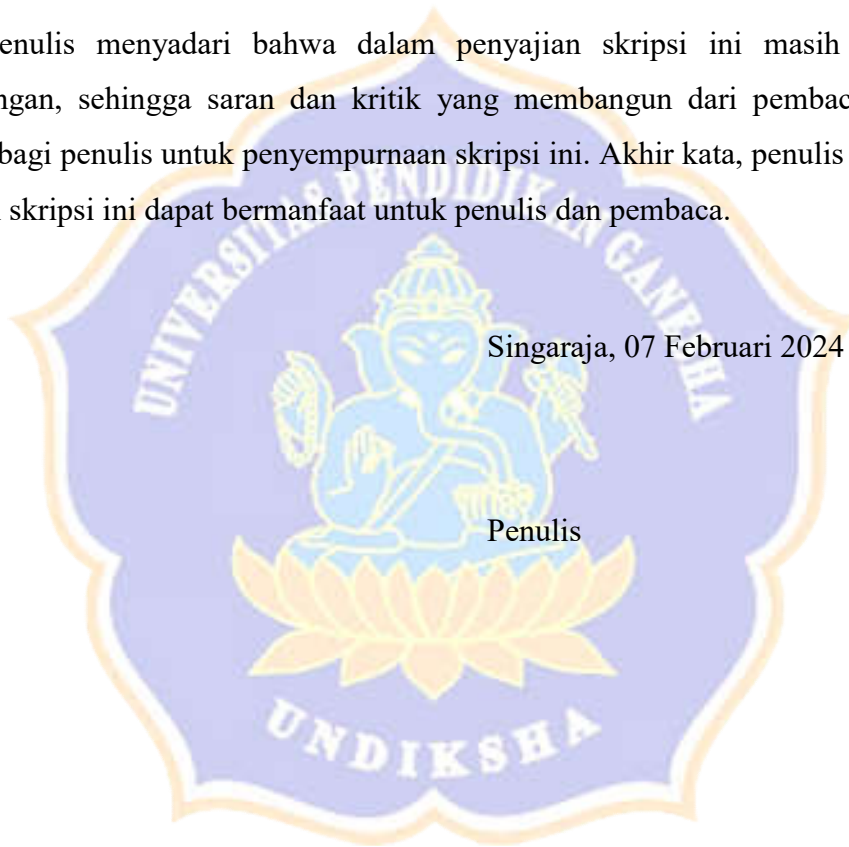 enulis menyadari bahwa dalam penyajian skripsi ini masih
ngan, sehingga saran dan kritik yang membangun dari pembac
bagi penulis untuk penyempurnaan skripsi ini. Akhir kata, penulis
skripsi ini dapat bermanfaat untuk penulis dan pembaca.
UNIVERSITAS PENDIDIKAN GANESHA
Singaraja, 07 Februari 2024
Penulis
UNDIKSHA